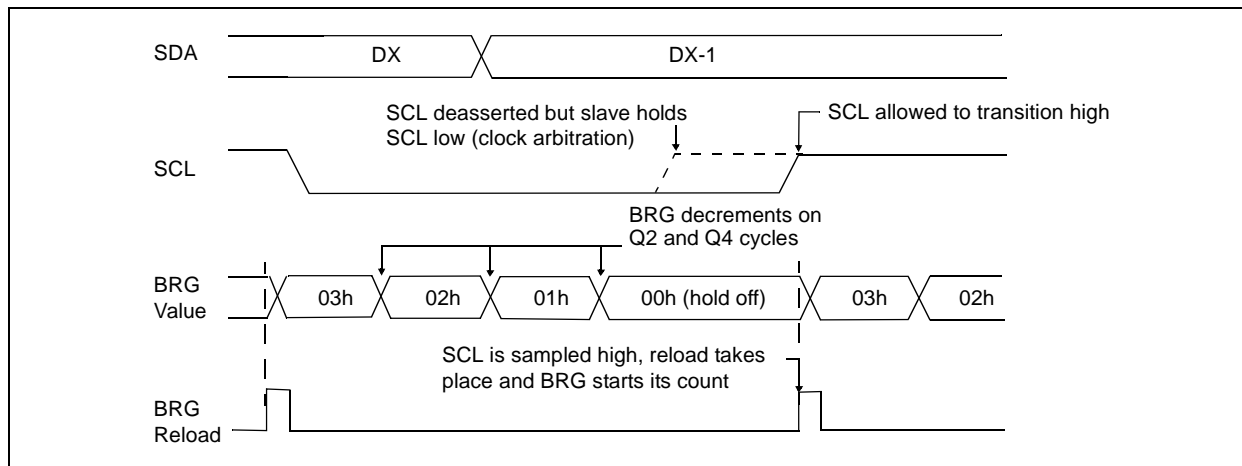 SDA
DX
DX-1
SCL deasserted but slave holds
SCL low (clock arbitration)
SCL allowed to transition high
SCL
BRG decrements on
Q2 and Q4 cycles
BRG
Value
03h
02h
01h
00h (hold off)
03h
02h
SCL is sampled high, reload takes
place and BRG starts its count
BRG
Reload